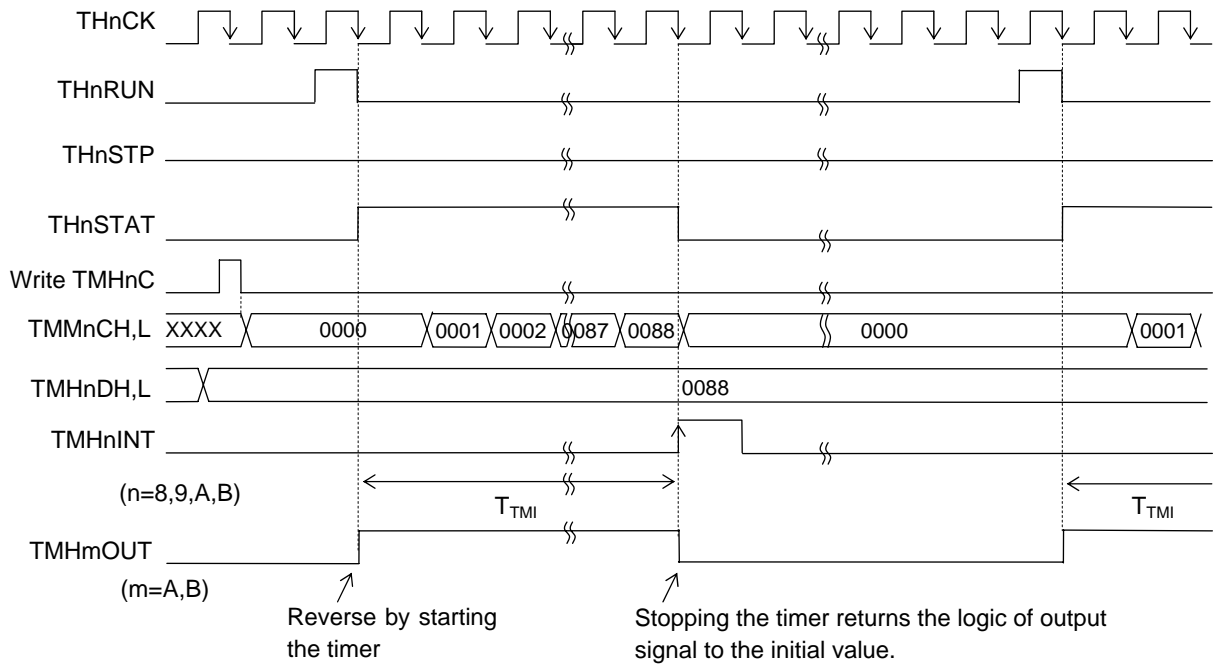 THnCK
THnRUN
THnSTP
THnSTAT
Write TMHnC
TMMnCH,L XXXX 0000 0001 0002 0087 0088 0000 0001
TMHnDH,L 0088
TMHnINT
(n=8,9,A,B)
TTMI TTMI
TMHmOUT
(m=A,B)
Reverse by starting
the timer
Stopping the timer returns the logic of output
signal to the initial value.